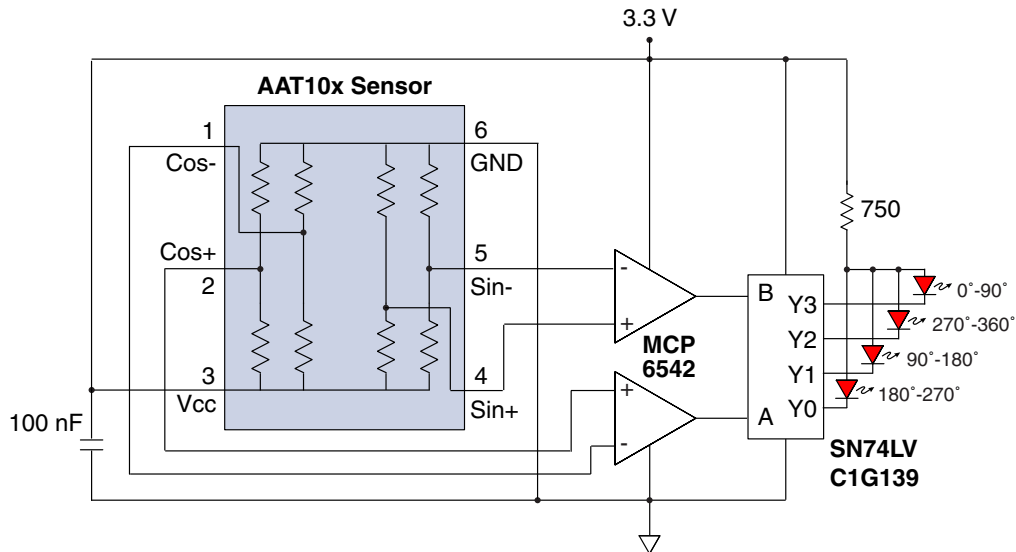 3.3 V
AAT10x Sensor
1
Cos-
6
GND
Cos+
2
5
Sin-
3
Vcc
4
Sin+
100 nF
-
+
MCP
6542
+
-
B
A
Y3
Y2
Y1
Y0
SN74LV
C1G139
750
0˚-90˚
270˚-360˚
90˚-180˚
180˚-270˚